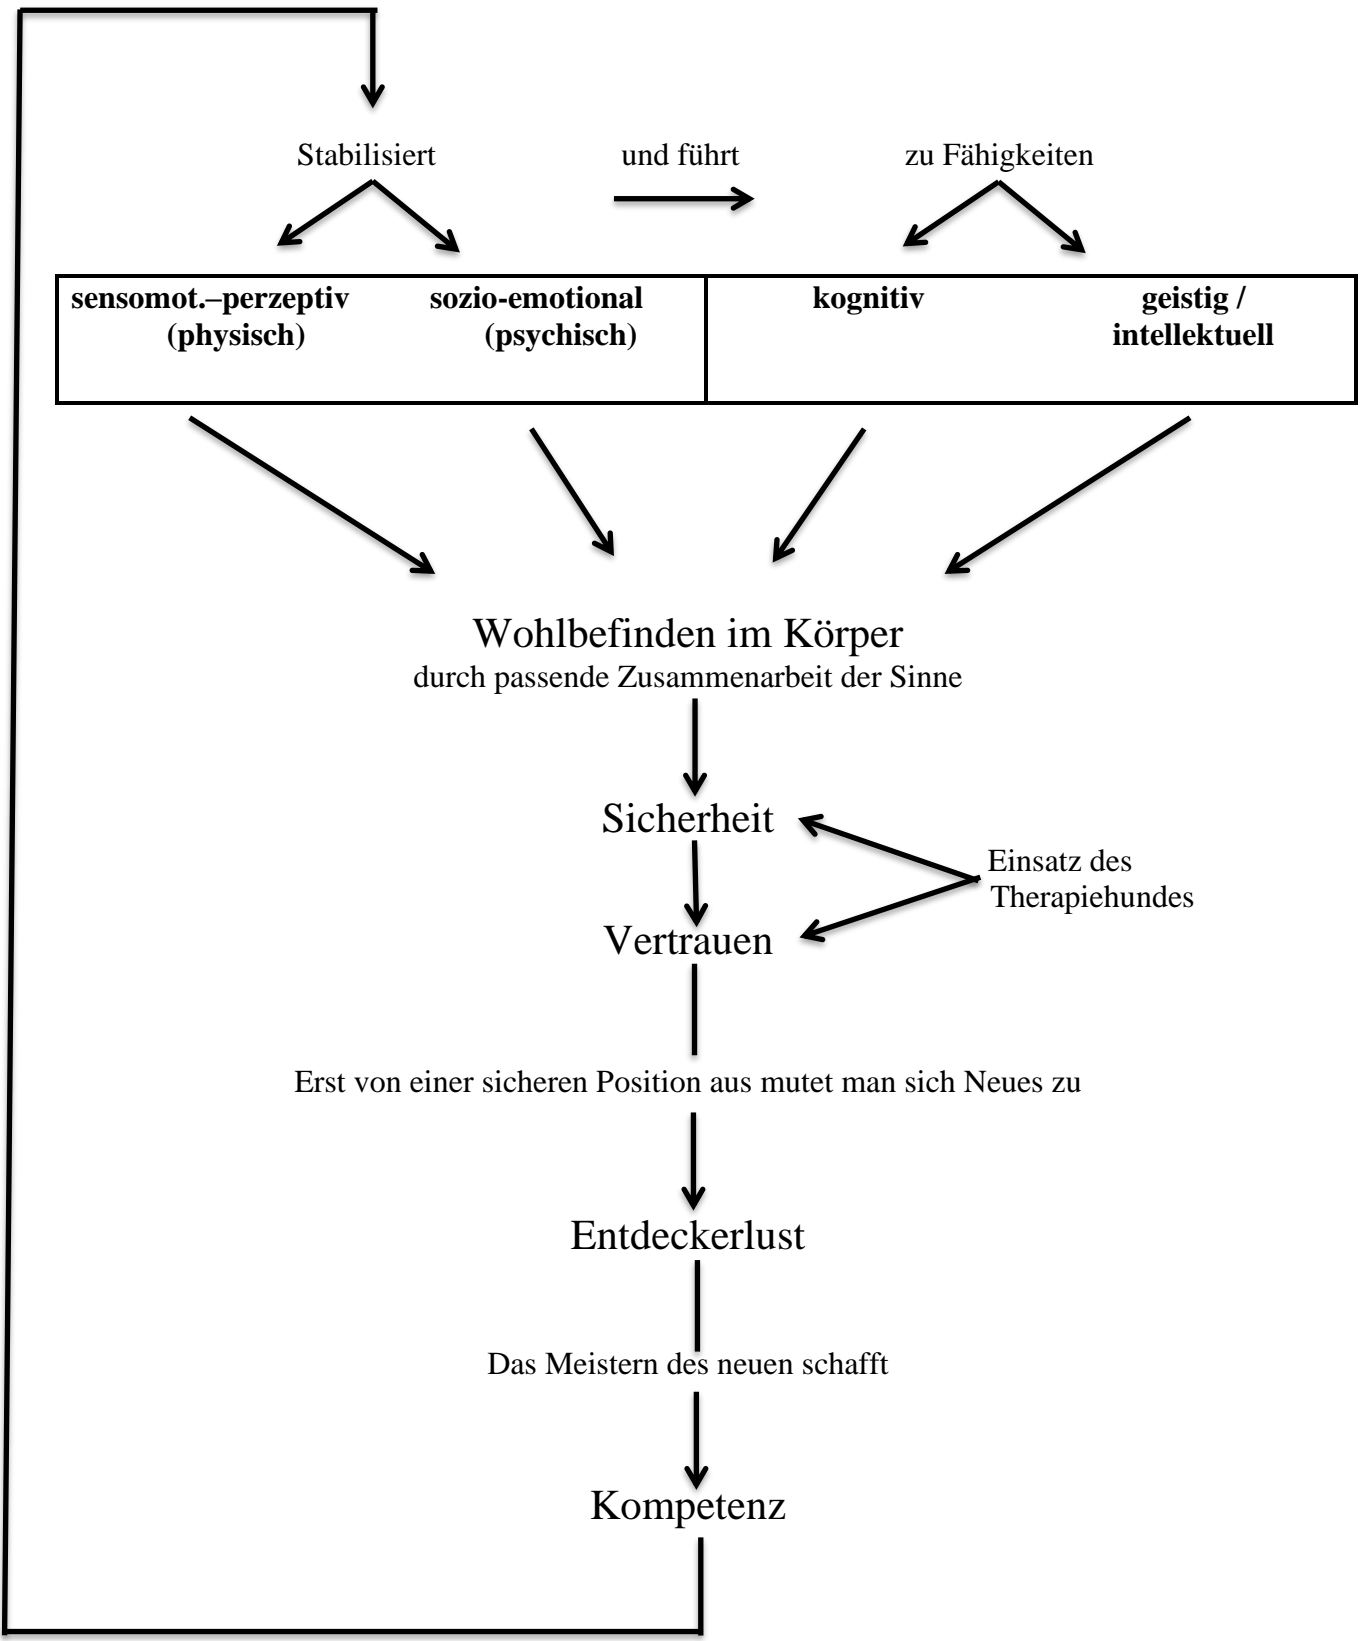 Stabilisiert und führt zu Fähigkeiten
sensomot.–perzeptiv sozio-emotional kognitiv geistig /
(physisch) (psychisch) intellektuell
Wohlbefinden im Körper
durch passende Zusammenarbeit der Sinne
Sicherheit
Einsatz des
Therapiehundes
Vertrauen
Erst von einer sicheren Position aus mutet man sich Neues zu
Entdeckerlust
Das Meistern des neuen schafft
Kompetenz